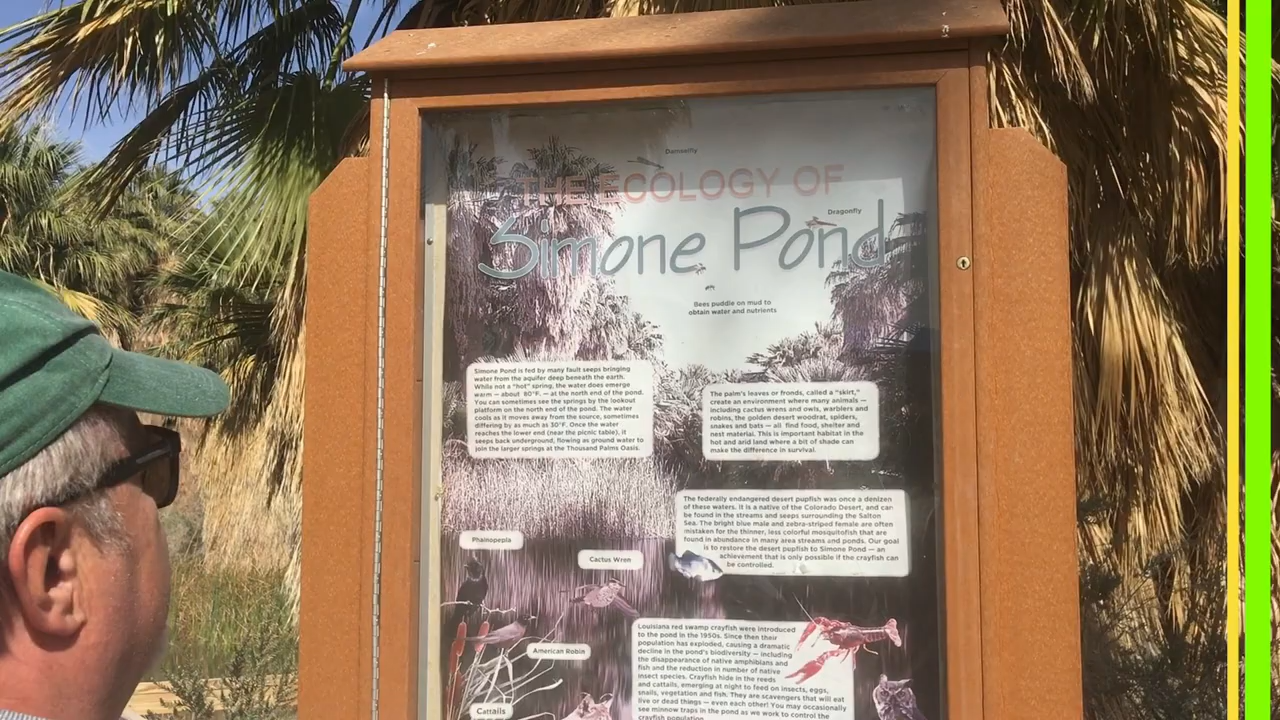 Damselfly
THE ECOLOGY OF
Dragonfly
Simone Pond
Bees puddle on mud to
obtain water and nutrients
Simone Pond is fed by many fault seeps bringing
water from the aquifer deep beneath the earth.
While not a "hot" spring, the water does emerge
warm — about 80°F. — at the north end of the pond.
You can sometimes see the springs by the lookout
platform on the north end of the pond. The water
cools as it moves away from the source, sometimes
differing by as much as 30°F. Once the water
reaches the lower end (near the picnic table), it
seeps back underground, flowing as ground water to
join the larger springs at the Thousand Palms Oasis.
The palm's leaves or fronds, called a "skirt,"
create an environment where many animals —
including cactus wrens and owls, warblers and
robins, the golden desert woodrat, spiders,
snakes and bats — all find food, shelter and
nest material. This is important habitat in the
hot and arid land where a bit of shade can
make the difference in survival.
The federally endangered desert pupfish was once a denizen
of these waters. It is a native of the Colorado Desert, and can
be found in the streams and seeps surrounding the Salton
Sea. The bright blue male and zebra-striped female are often
mistaken for the thinner, less colorful mosquitofish that are
found in abundance in many area streams and ponds. Our goal
is to restore the desert pupfish to Simone Pond — an
achievement that is only possible if the crayfish can
be controlled.
Phainopepla
Cactus Wren
American Robin
Cattails
Louisiana red swamp crayfish were introduced
to the pond in the 1950s. Since then their
population has exploded, causing a dramatic
decline in the pond's biodiversity — including
the disappearance of native amphibians and
fish and the reduction in number of native
insect species. Crayfish hide in the reeds
and cattails, emerging at night to feed on insects, eggs,
snails, vegetation and fish. They are scavengers that will eat
live or dead things — even each other! You may occasionally
see minnow traps in the pond as we work to control the
crayfish population.